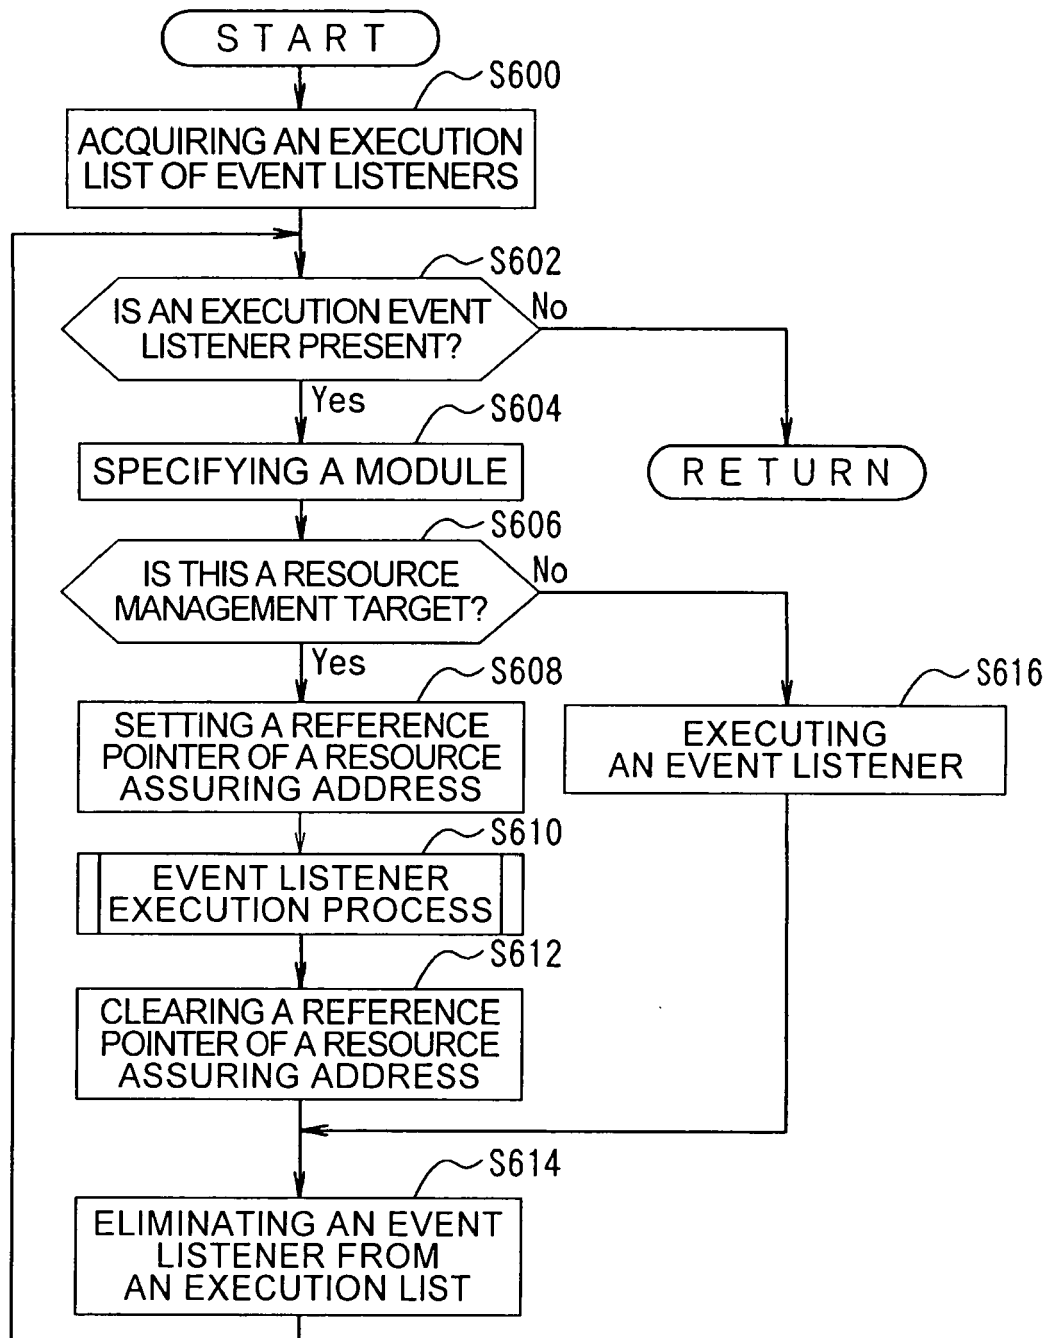 START
S600
ACQUIRING AN EXECUTION
LIST OF EVENT LISTENERS
S602
IS AN EXECUTION EVENT
LISTENER PRESENT?
No
Yes
S604
SPECIFYING A MODULE
RETURN
S606
IS THIS A RESOURCE
MANAGEMENT TARGET?
No
Yes
S608
SETTING A REFERENCE
POINTER OF A RESOURCE
ASSURING ADDRESS
S616
EXECUTING
AN EVENT LISTENER
S610
EVENT LISTENER
EXECUTION PROCESS
S612
CLEARING A REFERENCE
POINTER OF A RESOURCE
ASSURING ADDRESS
S614
ELIMINATING AN EVENT
LISTENER FROM
AN EXECUTION LIST